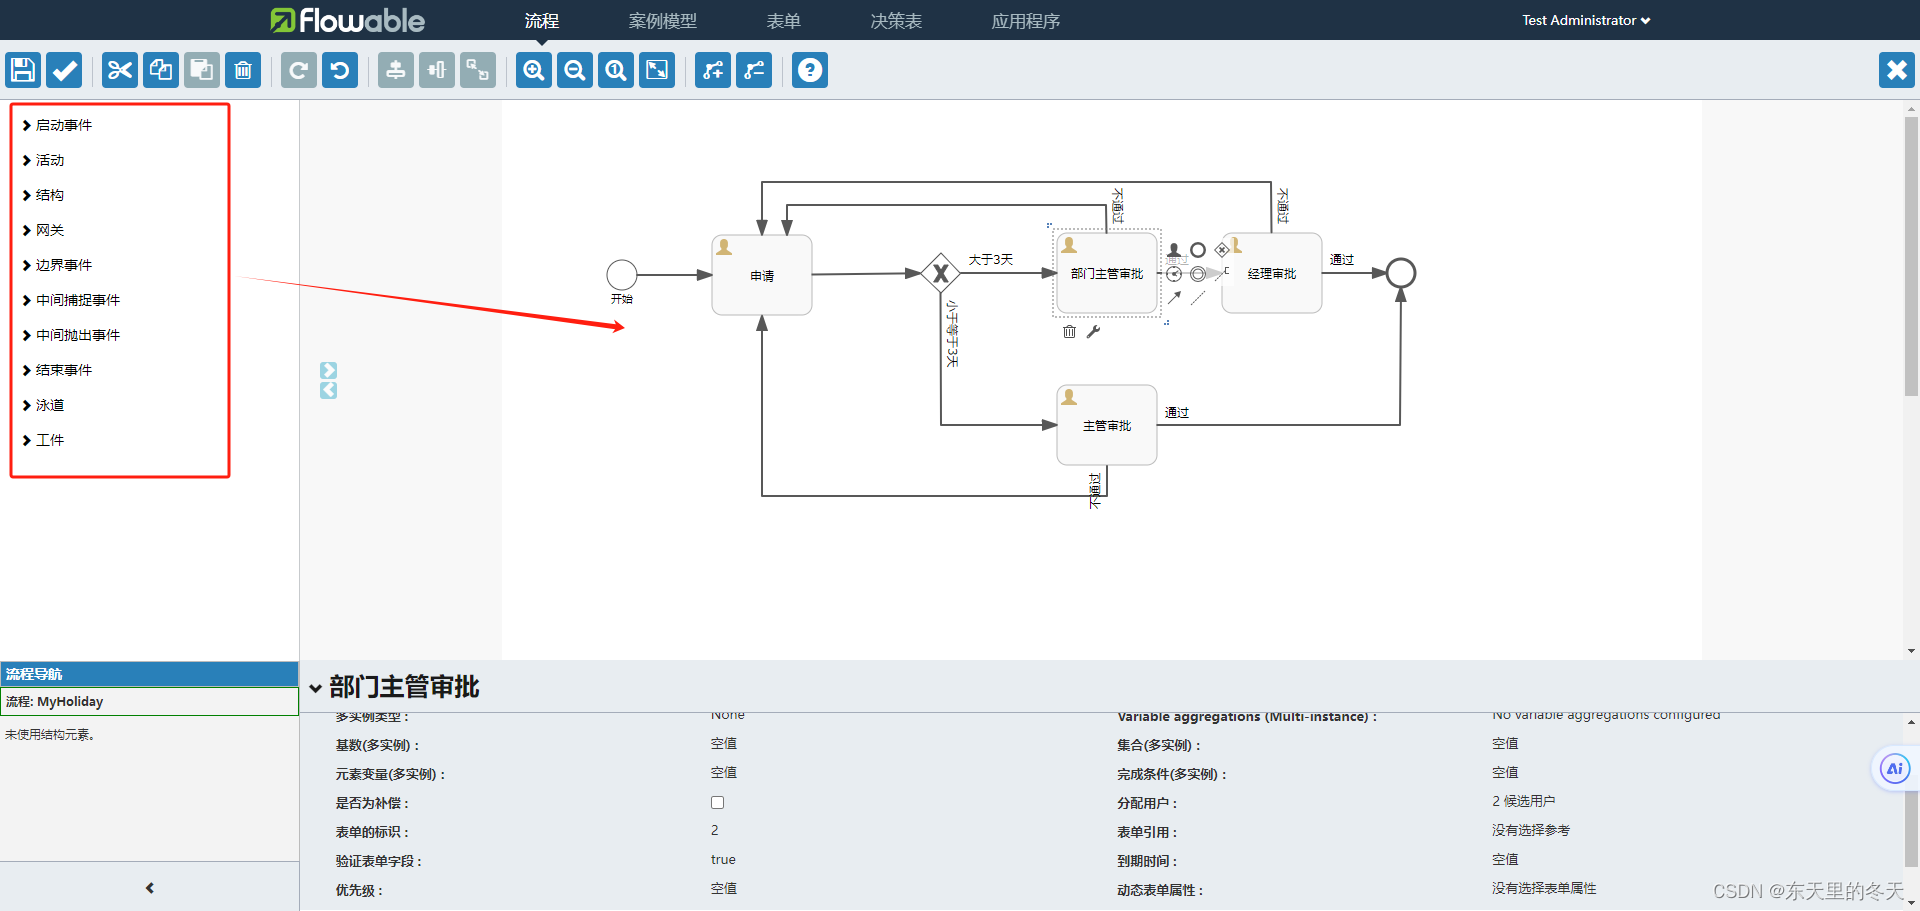 flowable
流程
案例模型
表单
决策表
应用程序
Test Administrator
启动事件
活动
结构
网关
边界事件
中间捕捉事件
中间抛出事件
结束事件
泳道
工件
不通过
不通过
开始
申请
X
大于3天
部门主管审批
通过
经理审批
通过
小于等于3天
主管审批
通过
不通过
流程导航
流程: MyHoliday
未使用结构元素。
部门主管审批
多实例类型 :
None
Variable aggregations (Multi-instance) :
No variable aggregations configured
基数(多实例) :
空值
集合(多实例) :
空值
元素变量(多实例) :
空值
完成条件(多实例) :
空值
是否为补偿 :
分配用户 :
2 候选用户
表单的标识 :
2
表单引用 :
没有选择参考
验证表单字段 :
true
到期时间 :
空值
优先级 :
空值
动态表单属性 :
没有选择表单属性
Ai
CSDN @东天里的冬天